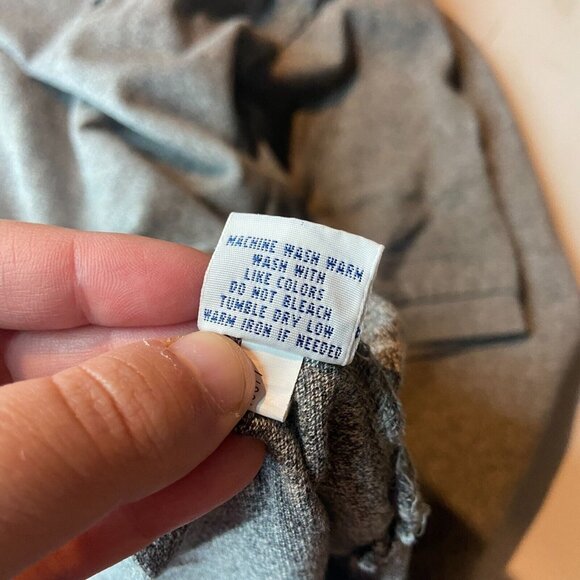 MACHINE WASH WARM
WASH WITH
LIKE COLORS
DO NOT BLEACH
TUMBLE DRY LOW
WARM IRON IF NEEDED